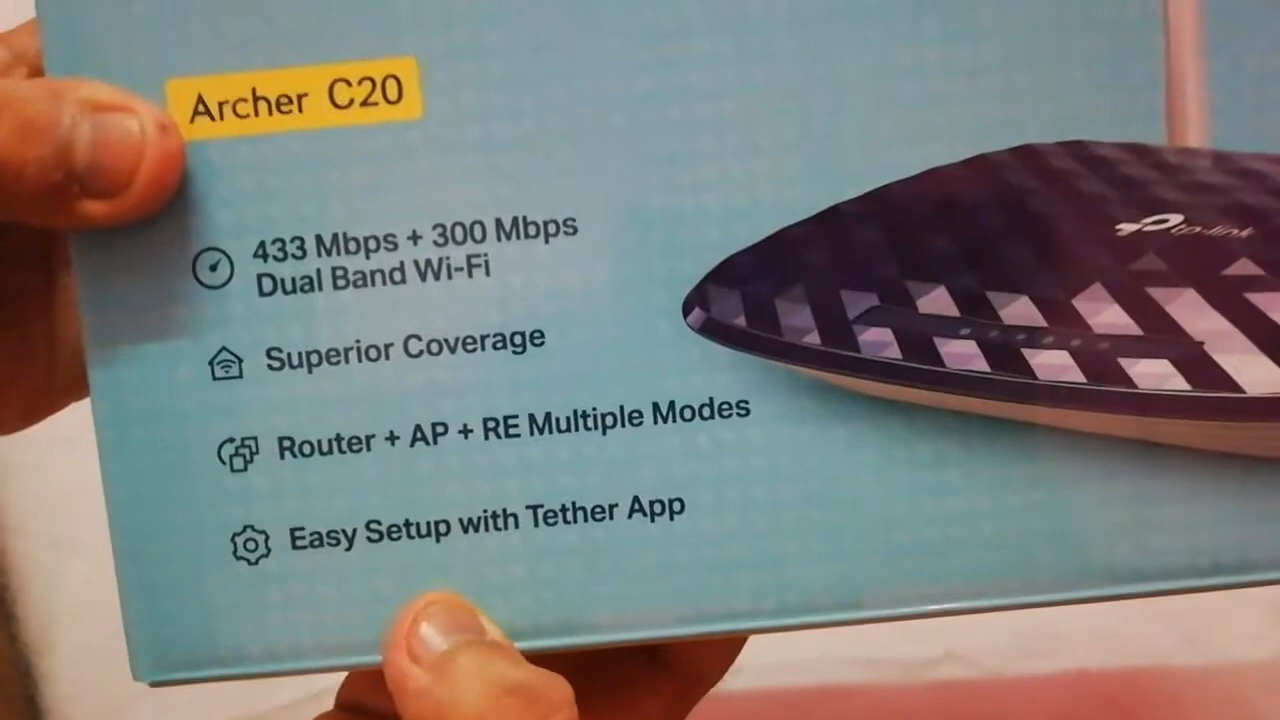 Archer C20
433 Mbps + 300 Mbps
Dual Band Wi-Fi
Superior Coverage
Router + AP + RE Multiple Modes
Easy Setup with Tether App
tp-link